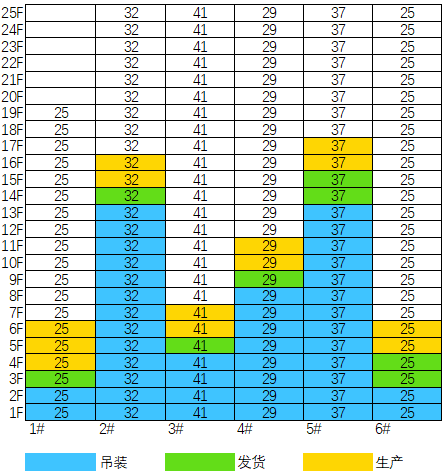 25F 32 41 29 37 25
24F 32 41 29 37 25
23F 32 41 29 37 25
22F 32 41 29 37 25
21F 32 41 29 37 25
20F 32 41 29 37 25
19F 25 32 41 29 37 25
18F 25 32 41 29 37 25
17F 25 32 41 29 37 25
16F 25 32 41 29 37 25
15F 25 32 41 29 37 25
14F 25 32 41 29 37 25
13F 25 32 41 29 37 25
12F 25 32 41 29 37 25
11F 25 32 41 29 37 25
10F 25 32 41 29 37 25
9F 25 32 41 29 37 25
8F 25 32 41 29 37 25
7F 25 32 41 29 37 25
6F 25 32 41 29 37 25
5F 25 32 41 29 37 25
4F 25 32 41 29 37 25
3F 25 32 41 29 37 25
2F 25 32 41 29 37 25
1F 25 32 41 29 37 25
1# 2# 3# 4# 5# 6#
吊装 发货 生产